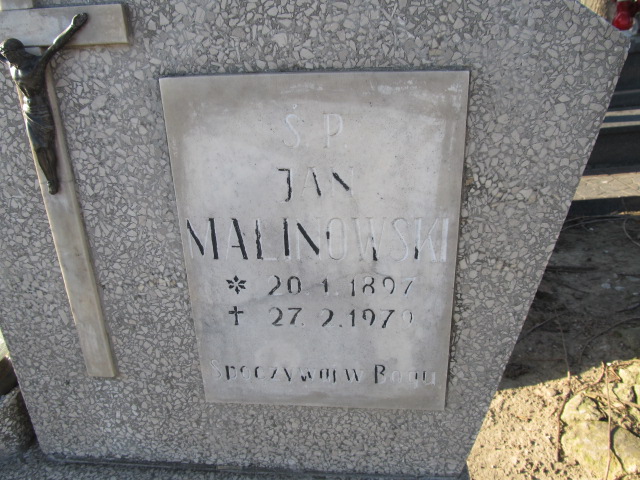 Ś. P.
JAN
MALINOWSKI
* 20.1.1897
✝ 27.2.1979
SPOCZYWAJ W BOGU